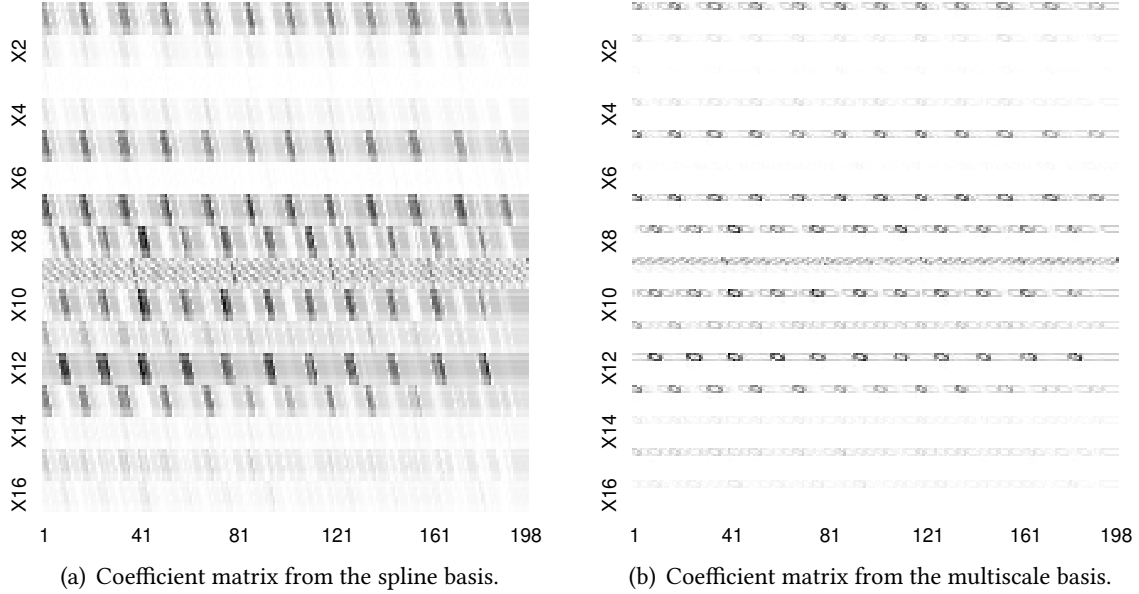 X2
X4
X6
X8
X10
X12
X14
X16
1 41 81 121 161 198
(a) Coefficient matrix from the spline basis.
X2
X4
X6
X8
X10
X12
X14
X16
1 41 81 121 161 198
(b) Coefficient matrix from the multiscale basis.